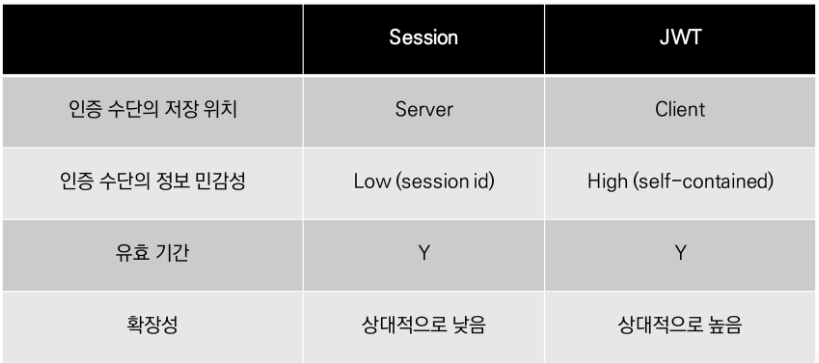 Session JWT
인증 수단의 저장 위치 Server Client
인증 수단의 정보 민감성 Low (session id) High (self-contained)
유효 기간 Y Y
확장성 상대적으로 낮음 상대적으로 높음